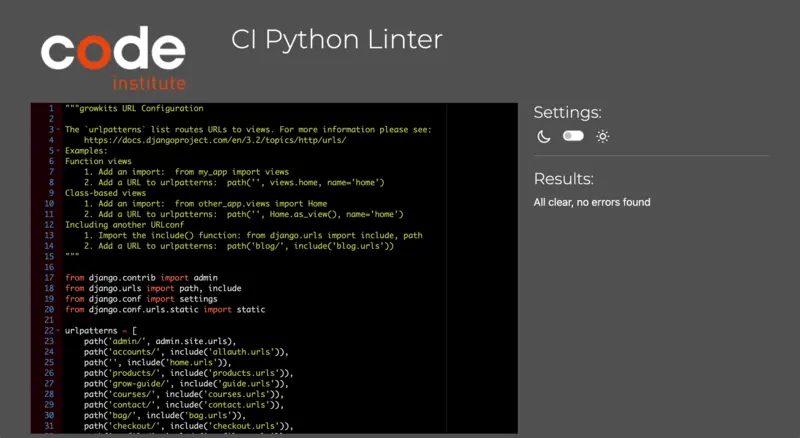 code
institute
CI Python Linter
1 """growkits URL Configuration
2
3 The `urlpatterns` list routes URLs to views. For more information please see:
4 https://docs.djangoproject.com/en/3.2/topics/http/urls/
5 Examples:
6 Function views
7 1. Add an import:  from my_app import views
8 2. Add a URL to urlpatterns:  path('', views.home, name='home')
9 Class-based views
10 1. Add an import:  from other_app.views import Home
11 2. Add a URL to urlpatterns:  path('', Home.as_view(), name='home')
12 Including another URLconf
13 1. Import the include() function: from django.urls import include, path
14 2. Add a URL to urlpatterns:  path('blog/', include('blog.urls'))
15 """
16
17 from django.contrib import admin
18 from django.urls import path, include
19 from django.conf import settings
20 from django.conf.urls.static import static
21
22 urlpatterns = [
23 path('admin/', admin.site.urls),
24 path('accounts/', include('allauth.urls')),
25 path('', include('home.urls')),
26 path('products/', include('products.urls')),
27 path('grow-guide/', include('guide.urls')),
28 path('courses/', include('courses.urls')),
29 path('contact/', include('contact.urls')),
30 path('bag/', include('bag.urls')),
31 path('checkout/', include('checkout.urls')),
Settings:
Results:
All clear, no errors found